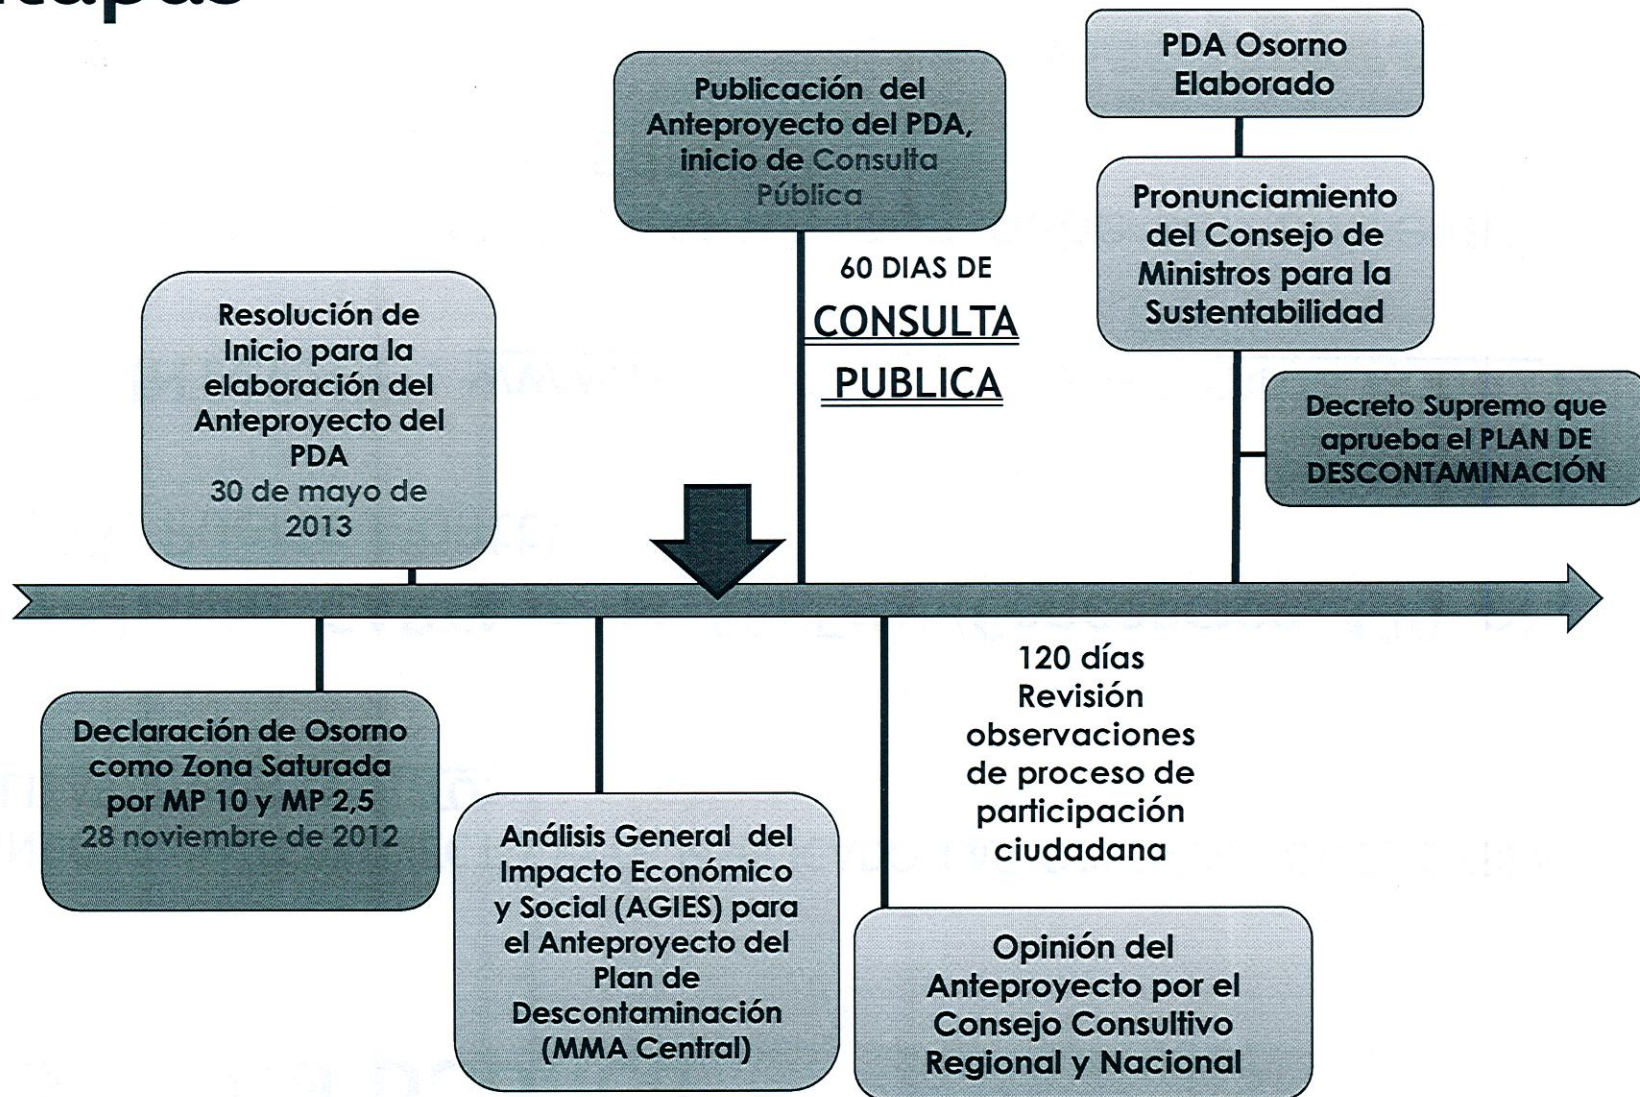 PDA Osorno
Elaborado
Publicación del
Anteproyecto del PDA,
inicio de Consulta
Pública
Pronunciamiento
del Consejo de
Ministros para la
Sustentabilidad
60 DIAS DE
CONSULTA
PUBLICA
Resolución de
Inicio para la
elaboración del
Anteproyecto del
PDA
30 de mayo de
2013
Decreto Supremo que
aprueba el PLAN DE
DESCONTAMINACIÓN
Declaración de Osorno
como Zona Saturada
por MP 10 y MP 2,5
28 noviembre de 2012
Análisis General del
Impacto Económico
y Social (AGIES) para
el Anteproyecto del
Plan de
Descontaminación
(MMA Central)
120 días
Revisión
observaciones
de proceso de
participación
ciudadana
Opinión del
Anteproyecto por el
Consejo Consultivo
Regional y Nacional